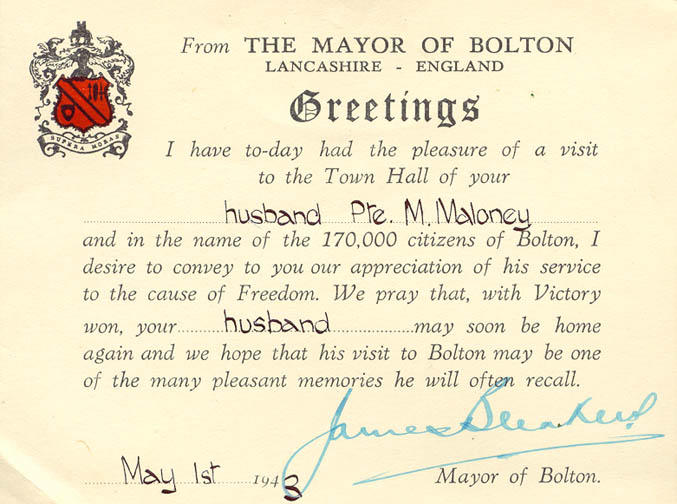 SUPERA MORAS
From THE MAYOR OF BOLTON
LANCASHIRE - ENGLAND
Greetings
I have to-day had the pleasure of a visit
to the Town Hall of your
husband Pte. M. Maloney
and in the name of the 170,000 citizens of Bolton, I
desire to convey to you our appreciation of his service
to the cause of Freedom. We pray that, with Victory
won, your husband may soon be home
again and we hope that his visit to Bolton may be one
of the many pleasant memories he will often recall.
James
May 1st 1943 Mayor of Bolton.